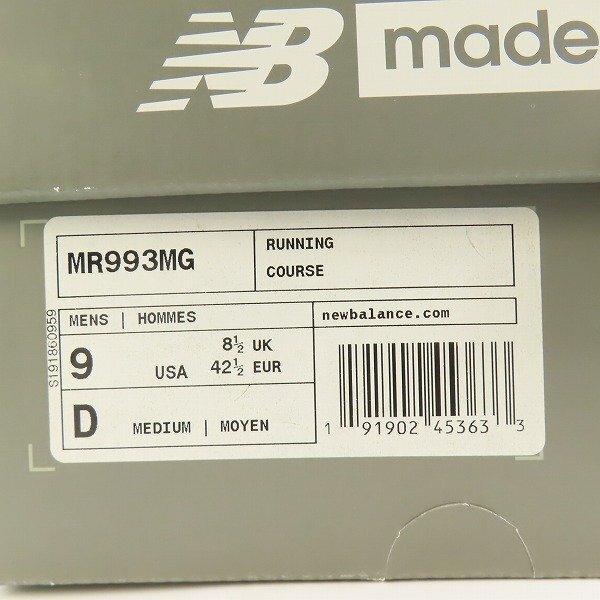 NB made
MR993MG
RUNNING
COURSE
MENS | HOMMES
newbalance.com
9 USA 8½ UK
42½ EUR
D MEDIUM | MOYEN
1 91902 45363 3
S191860959